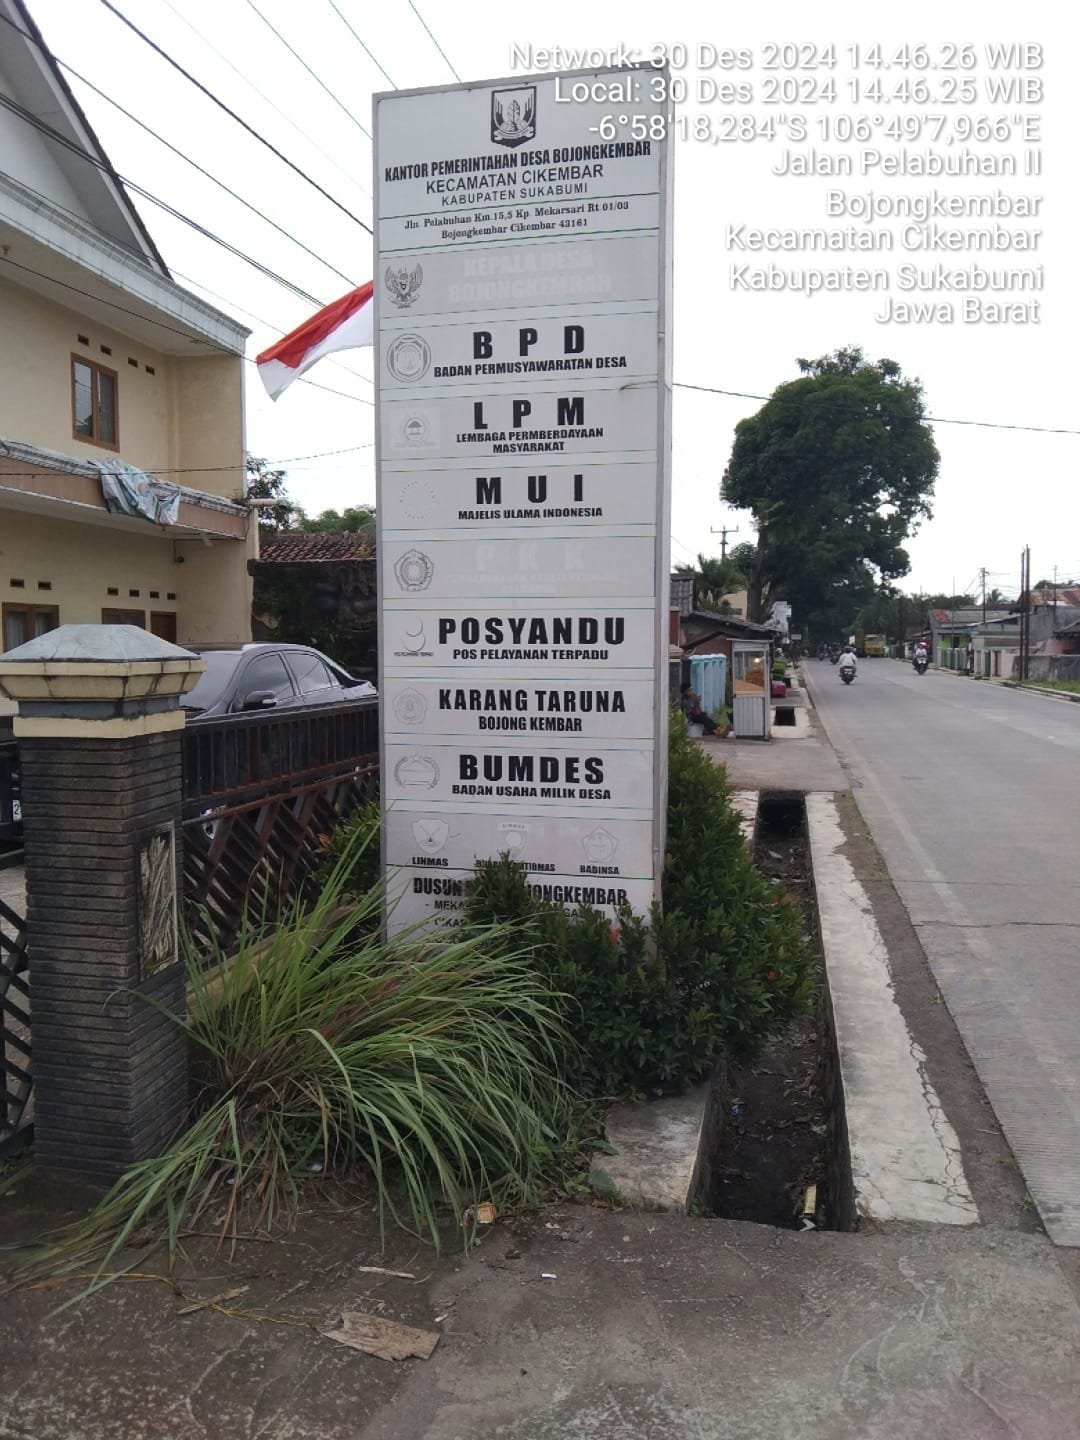 Network: 30 Des 2024 14.46.26 WIB
Local: 30 Des 2024 14.46.25 WIB
-6°58'18,284"S 106°49'7,966"E
Jalan Pelabuhan II
Bojongkembar
Kecamatan Cikembar
Kabupaten Sukabumi
Jawa Barat
KANTOR PEMERINTAHAN DESA BOJONGKEMBAR
KECAMATAN CIKEMBAR
KABUPATEN SUKABUMI
Jln. Pelabuhan Km.15,5 Kp. Mekarsari Rt 01/03
Bojongkembar Cikembar 43161
KEPALA DESA
BOJONGKEMBAR
B P D
BADAN PERMUSYAWARATAN DESA
L P M
LEMBAGA PERMBERDAYAAN
MASYARAKAT
M U I
MAJELIS ULAMA INDONESIA
P K K
POSYANDU
POS PELAYANAN TERPADU
KARANG TARUNA
BOJONG KEMBAR
BUMDES
BADAN USAHA MILIK DESA
LINMAS
BABINSA
DUSUN